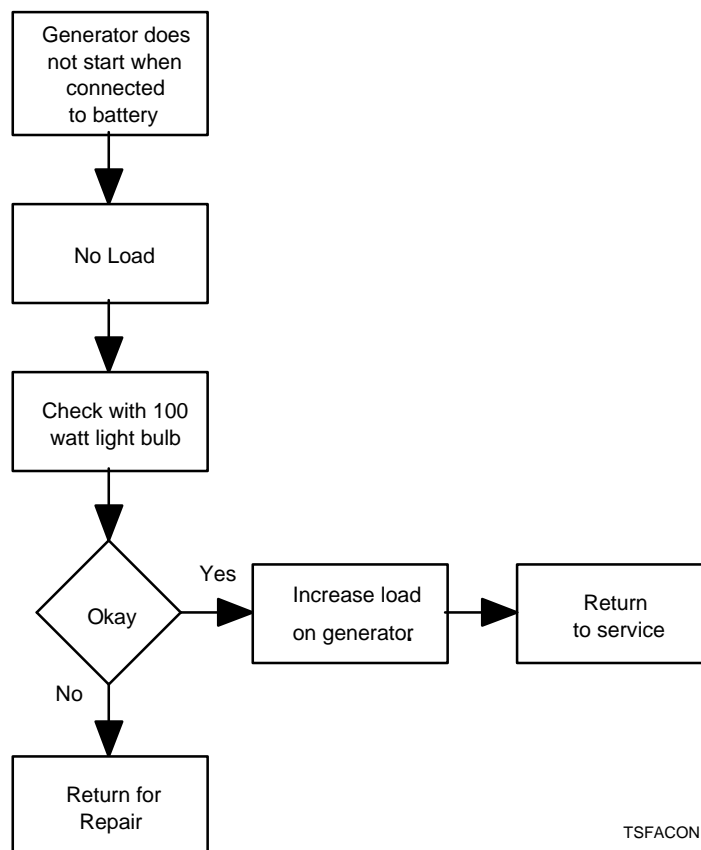 Generator does
not start when
connected
to battery
No Load
Check with 100
watt light bulb
Okay
Yes
Increase load
on generator.
Return
to service
No
Return for
Repair
TSFACON